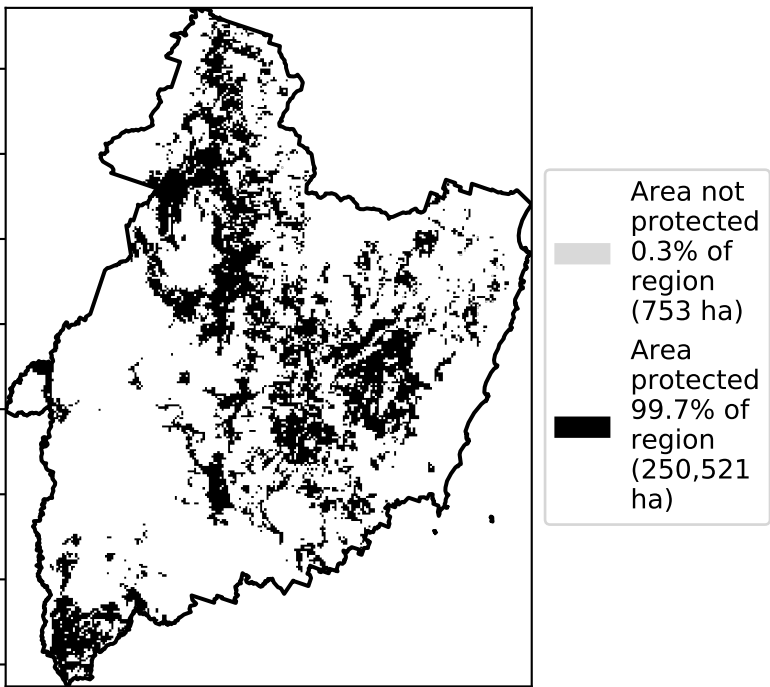 Area not
protected
0.3% of
region
(753 ha)
Area
protected
99.7% of
region
(250,521
ha)